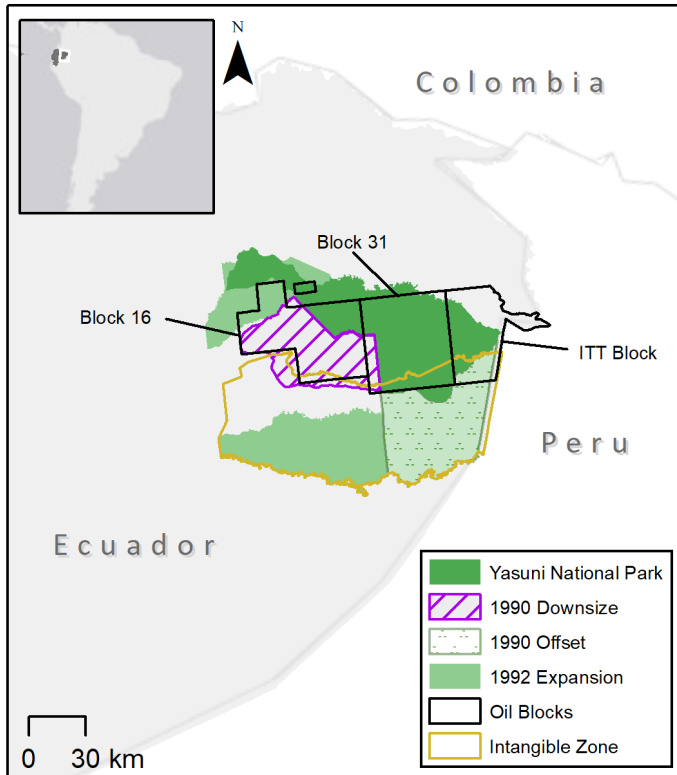 N
Colombia
Block 31
Block 16
ITT Block
Peru
Ecuador
Yasuni National Park
1990 Downsize
1990 Offset
1992 Expansion
Oil Blocks
Intangible Zone
0 30 km